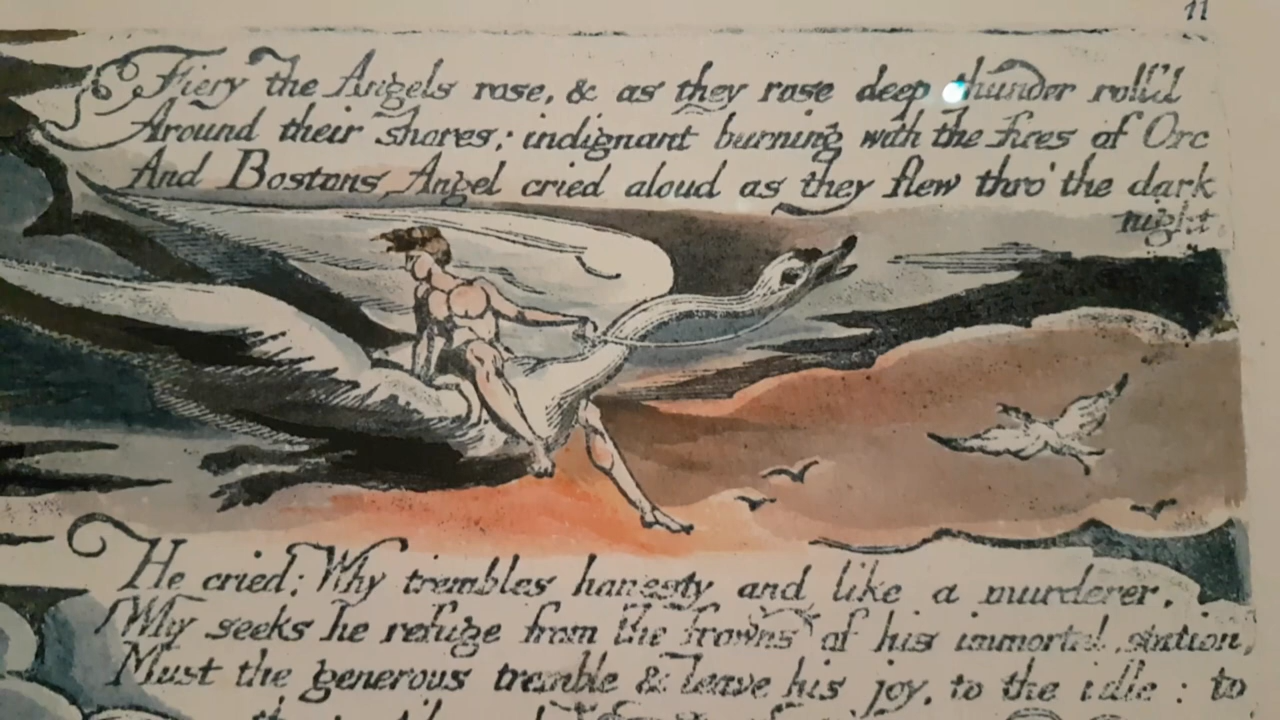 11
Fiery the Angels rose, & as they rose deep thunder roll'd
Around their shores: indignant burning with the fires of Orc
And Bostons Angel cried aloud as they flew thro' the dark
night
He cried: Why trembles honesty and like a murderer,
Why seeks he refuge from the frowns of his immortal station,
Must the generous tremble & leave his joy, to the idle: to